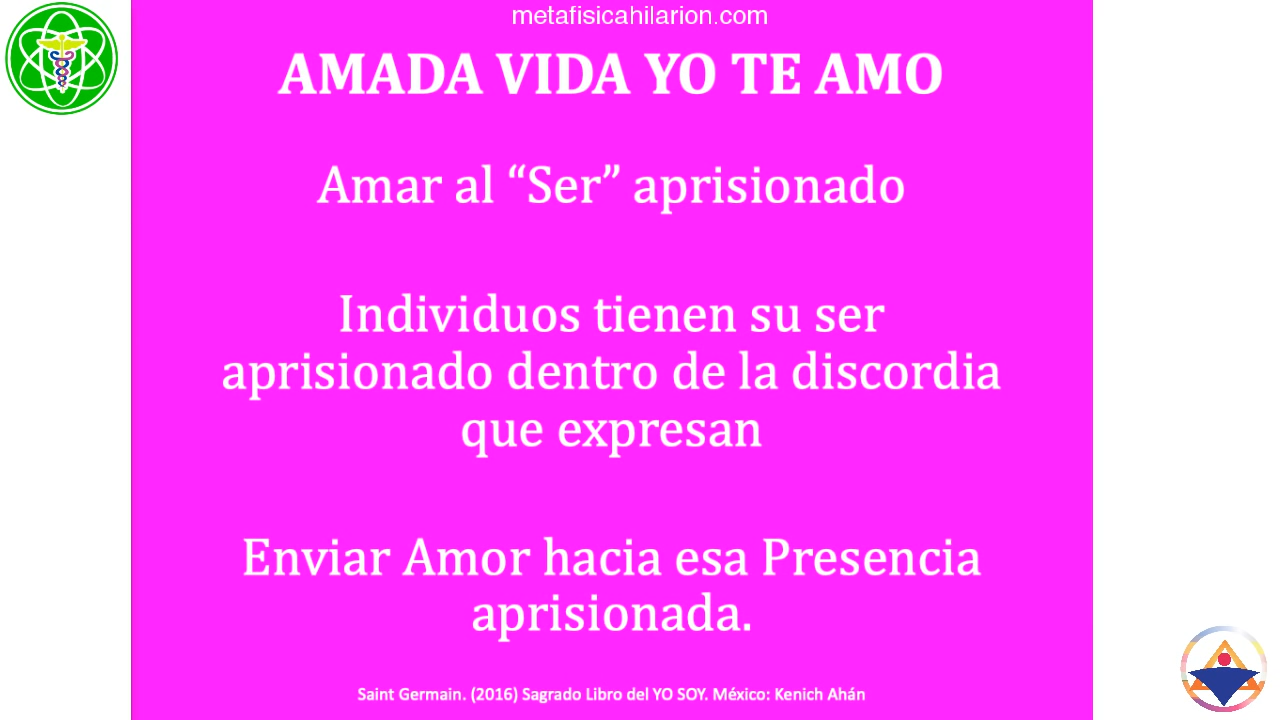 metafisicahilarion.com
AMADA VIDA YO TE AMO
Amar al “Ser” aprisionado
Individuos tienen su ser
aprisionado dentro de la discordia
que expresan
Enviar Amor hacia esa Presencia
aprisionada.
Saint Germain. (2016) Sagrado Libro del YO SOY. México: Kenich Ahán